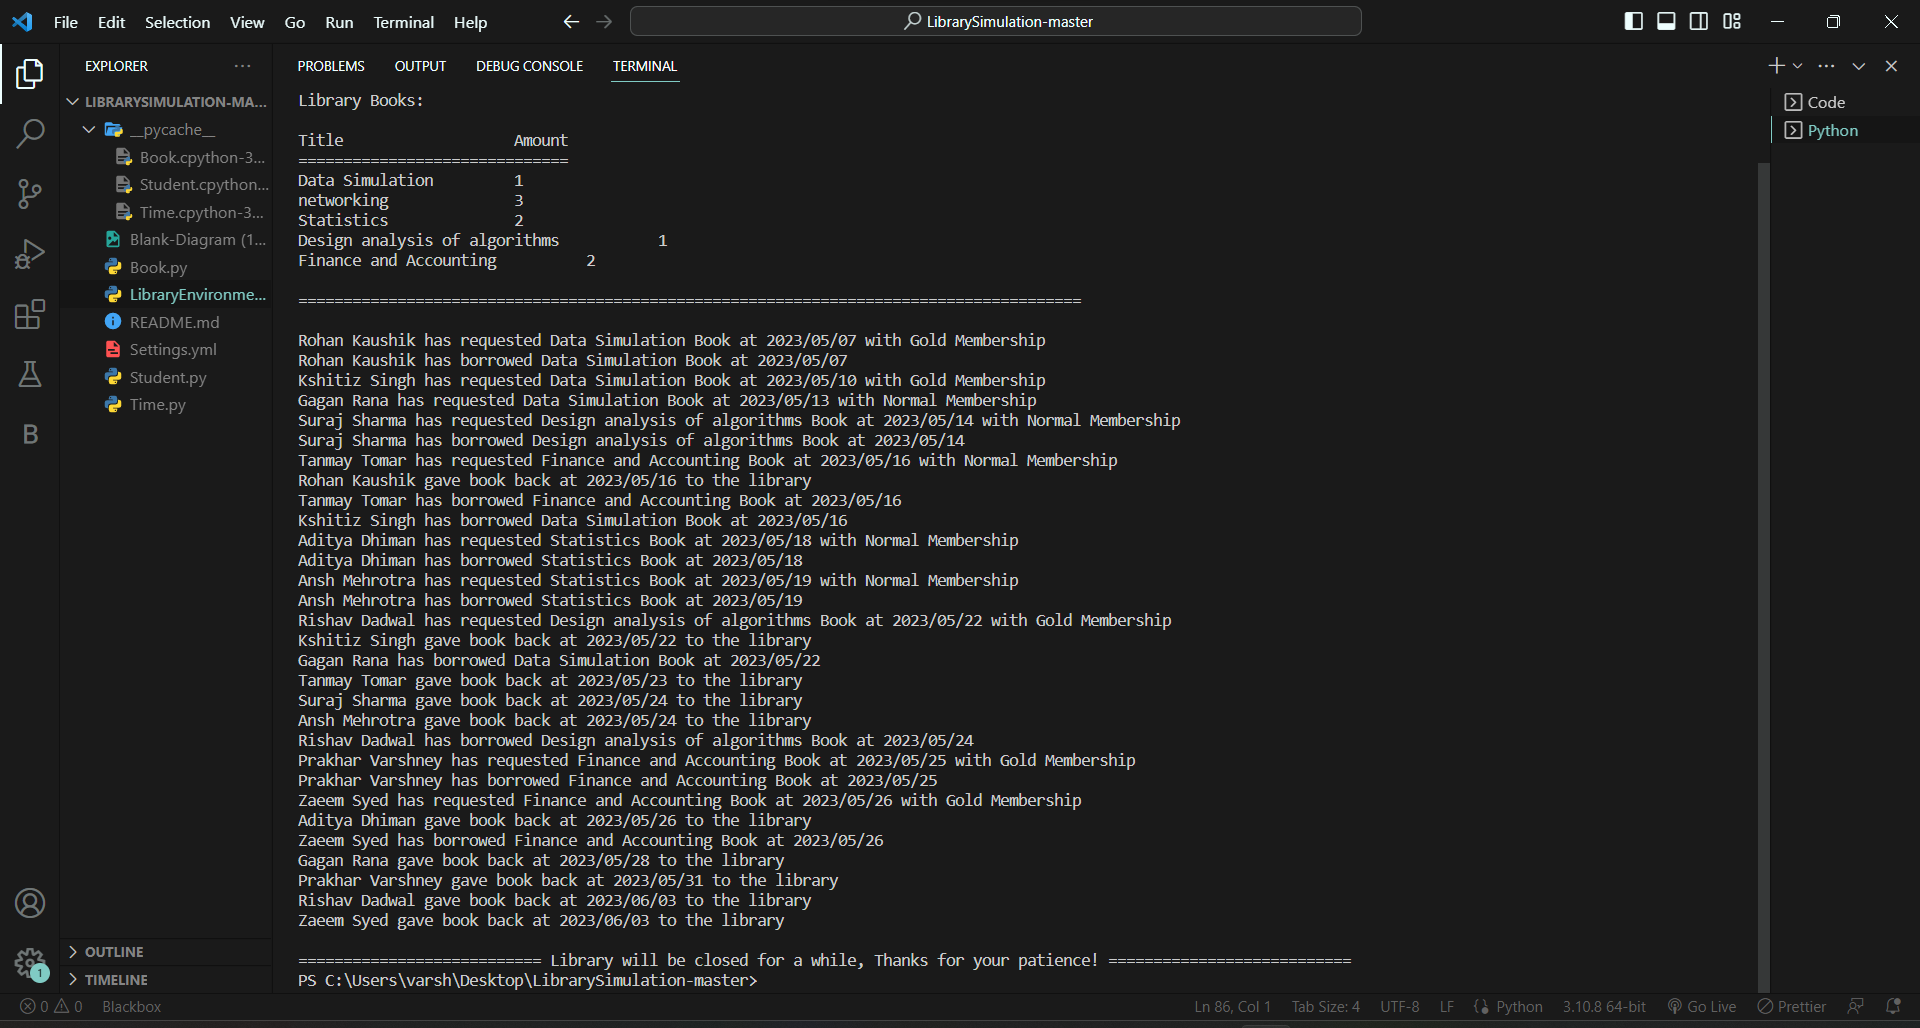 File Edit Selection View Go Run Terminal Help LibrarySimulation-master
EXPLORER
LIBRARYSIMULATION-MA...
__pycache__
Book.cpython-3...
Student.cpython...
Time.cpython-3...
Blank-Diagram (1...
Book.py
LibraryEnvironme...
README.md
Settings.yml
Student.py
Time.py
B
OUTLINE
TIMELINE
PROBLEMS OUTPUT DEBUG CONSOLE TERMINAL
Library Books:
Title Amount
==============================
Data Simulation 1
networking 3
Statistics 2
Design analysis of algorithms 1
Finance and Accounting 2
=======================================================================================
Rohan Kaushik has requested Data Simulation Book at 2023/05/07 with Gold Membership
Rohan Kaushik has borrowed Data Simulation Book at 2023/05/07
Kshitiz Singh has requested Data Simulation Book at 2023/05/10 with Gold Membership
Gagan Rana has requested Data Simulation Book at 2023/05/13 with Normal Membership
Suraj Sharma has requested Design analysis of algorithms Book at 2023/05/14 with Normal Membership
Suraj Sharma has borrowed Design analysis of algorithms Book at 2023/05/14
Tanmay Tomar has requested Finance and Accounting Book at 2023/05/16 with Normal Membership
Rohan Kaushik gave book back at 2023/05/16 to the library
Tanmay Tomar has borrowed Finance and Accounting Book at 2023/05/16
Kshitiz Singh has borrowed Data Simulation Book at 2023/05/16
Aditya Dhiman has requested Statistics Book at 2023/05/18 with Normal Membership
Aditya Dhiman has borrowed Statistics Book at 2023/05/18
Ansh Mehrotra has requested Statistics Book at 2023/05/19 with Normal Membership
Ansh Mehrotra has borrowed Statistics Book at 2023/05/19
Rishav Dadwal has requested Design analysis of algorithms Book at 2023/05/22 with Gold Membership
Kshitiz Singh gave book back at 2023/05/22 to the library
Gagan Rana has borrowed Data Simulation Book at 2023/05/22
Tanmay Tomar gave book back at 2023/05/23 to the library
Suraj Sharma gave book back at 2023/05/24 to the library
Ansh Mehrotra gave book back at 2023/05/24 to the library
Rishav Dadwal has borrowed Design analysis of algorithms Book at 2023/05/24
Prakhar Varshney has requested Finance and Accounting Book at 2023/05/25 with Gold Membership
Prakhar Varshney has borrowed Finance and Accounting Book at 2023/05/25
Zaeem Syed has requested Finance and Accounting Book at 2023/05/26 with Gold Membership
Aditya Dhiman gave book back at 2023/05/26 to the library
Zaeem Syed has borrowed Finance and Accounting Book at 2023/05/26
Gagan Rana gave book back at 2023/05/28 to the library
Prakhar Varshney gave book back at 2023/05/31 to the library
Rishav Dadwal gave book back at 2023/06/03 to the library
Zaeem Syed gave book back at 2023/06/03 to the library
=========================== Library will be closed for a while, Thanks for your patience! ===========================
PS C:\Users\varsh\Desktop\LibrarySimulation-master>
Code
Python
1
0 0 Blackbox Ln 86, Col 1 Tab Size: 4 UTF-8 LF Python 3.10.8 64-bit Go Live Prettier